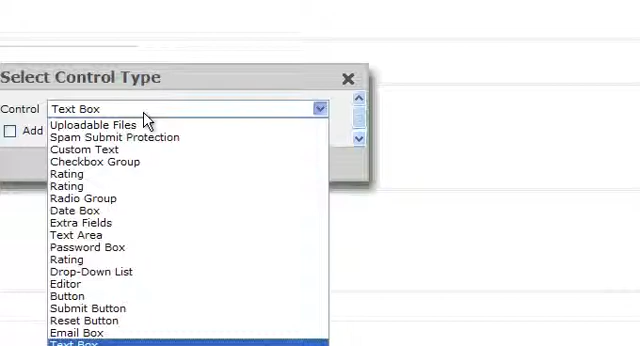 Select Control Type
Control Text Box
Add
Uploadable Files
Spam Submit Protection
Custom Text
Checkbox Group
Rating
Rating
Radio Group
Date Box
Extra Fields
Text Area
Password Box
Rating
Drop-Down List
Editor
Button
Submit Button
Reset Button
Email Box
Text Box